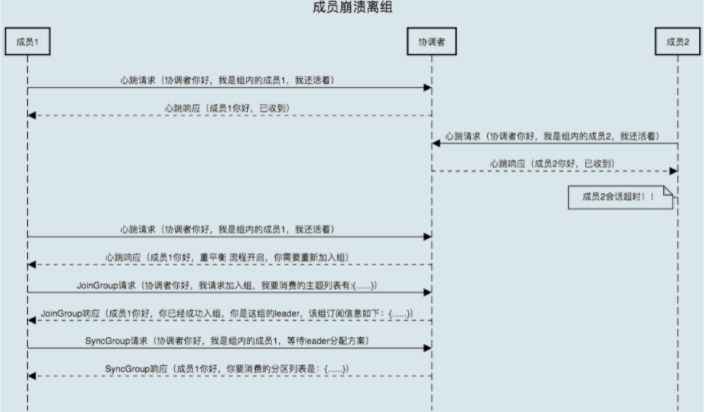 成员崩溃离组
成员1
协调者
成员2
心跳请求（协调者你好，我是组内的成员1，我还活着）
心跳响应（成员1你好，已收到）
心跳请求（协调者你好，我是组内的成员2，我还活着）
心跳响应（成员2你好，已收到）
成员2会话超时！！
心跳请求（协调者你好，我是组内的成员1，我还活着）
心跳响应（成员1你好，重平衡 流程开启，你需要重新加入组）
JoinGroup请求（协调者你好，我请求加入组，我要消费的主题列表有:{......}）
JoinGroup响应（成员1你好，你已经成功入组，你是这组的leader，该组订阅信息如下：{......}）
SyncGroup请求（协调者你好，我是组内的成员1，等待leader分配方案）
SyncGroup响应（成员1你好，你要消费的分区列表是：{......}）